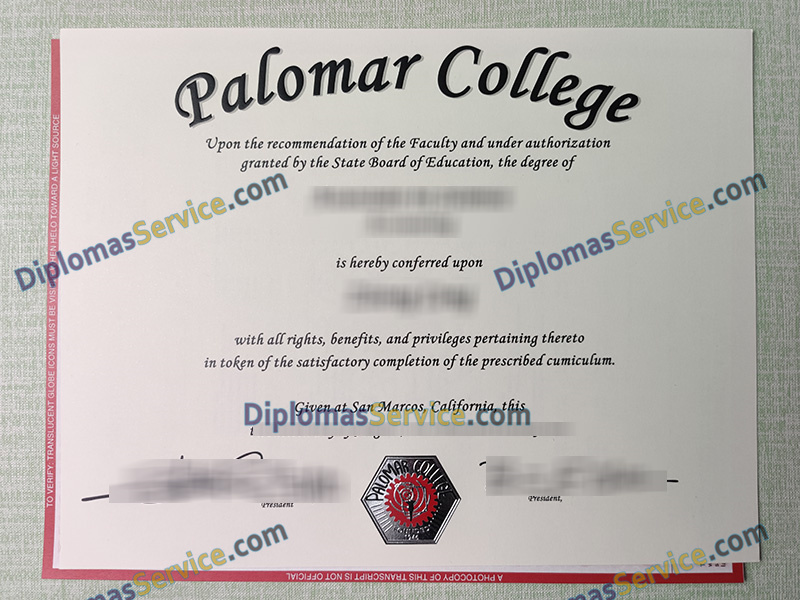 Palomar College
Upon the recommendation of the Faculty and under authorization
granted by the State Board of Education, the degree of
DiplomasService.com
DiplomasService.com
is hereby conferred upon
with all rights, benefits, and privileges pertaining thereto
in token of the satisfactory completion of the prescribed cumiculum.
Given at San Marcos, California, this
DiplomasService.com
President
President,
PALOMAR COLLEGE
DiplomasService.com
DiplomasService.com
TO VERIFY: TRANSLUCENT GLOBE ICONS MUST BE VISIBLE WHEN HELD TOWARD A LIGHT SOURCE
A PHOTOCOPY OF THIS TRANSCRIPT IS NOT OFFICIAL